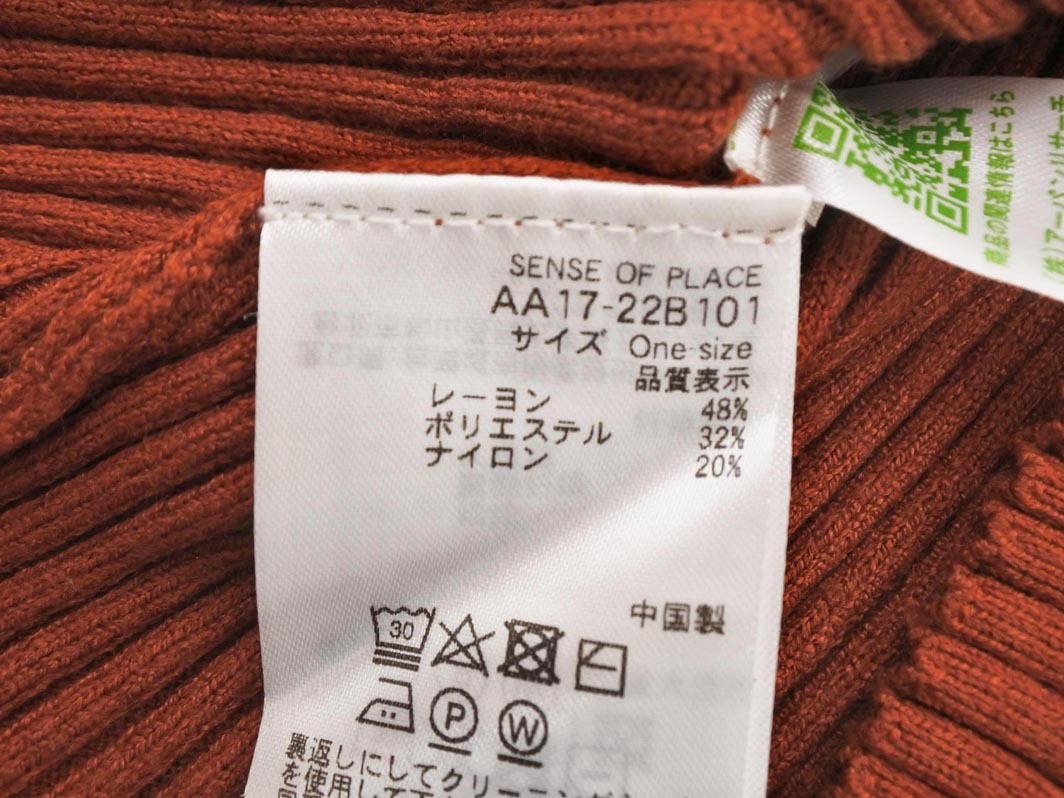 SENSE OF PLACE
AA17-22B101
サイズ One-size
品質表示
レーヨン 48%
ポリエステル 32%
ナイロン 20%
中国製
30
P
W
裏返しにしてクリーニング
を使用して下
商品の関連情報はこちら
(株)アーバンリサーチ